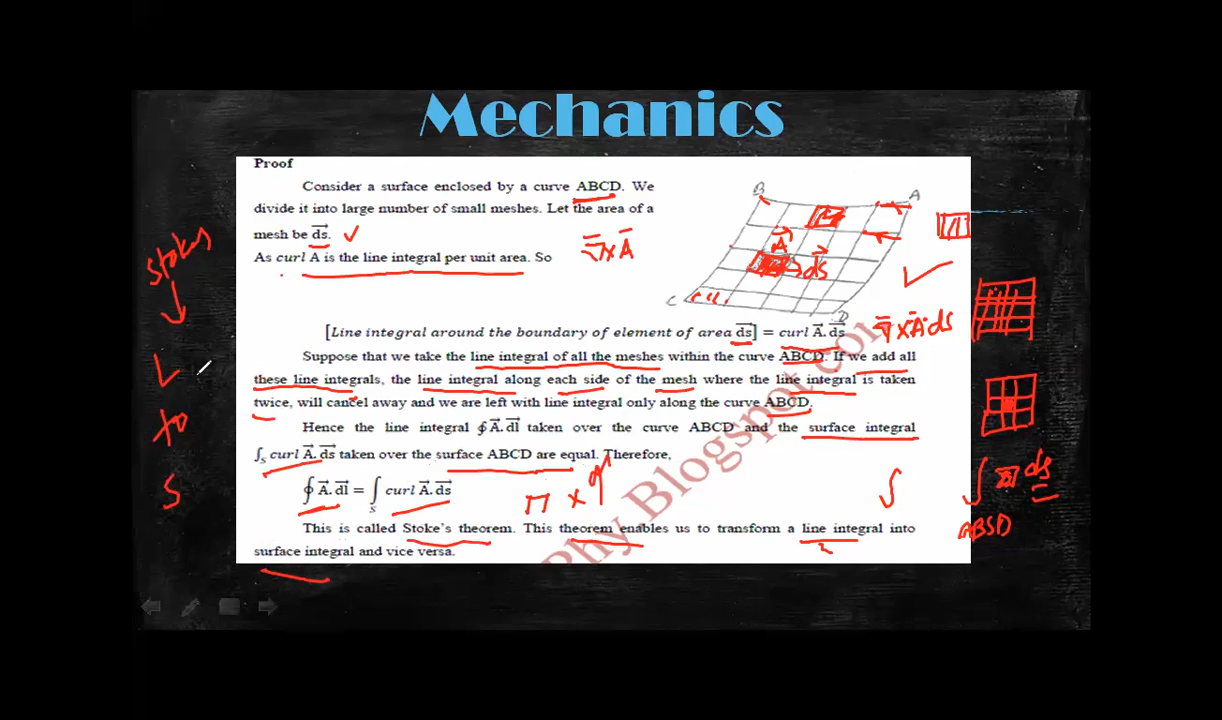 Mechanics
Proof
Consider a surface enclosed by a curve ABCD. We
divide it into large number of small meshes. Let the area of a
mesh be d⃗s.
As curl A is the line integral per unit area. So
∇ × A
B
A
A
ds
C
D
[Line integral around the boundary of element of area d⃗s] = curl A⃗. d⃗s
∇×A·ds
Suppose that we take the line integral of all the meshes within the curve ABCD. If we add all
these line integrals, the line integral along each side of the mesh where the line integral is taken
twice, will cancel away and we are left with line integral only along the curve ABCD.
Hence the line integral ∮ A⃗. d⃗l taken over the curve ABCD and the surface integral
∫s curl A⃗. d⃗s taken over the surface ABCD are equal. Therefore,
∮ A⃗. d⃗l = ∫s curl A⃗. d⃗s
This is called Stoke's theorem. This theorem enables us to transform a line integral into
surface integral and vice versa.
Phy Blogspot.com
stokes
L
to
S
∫
∫ ds
ABSD